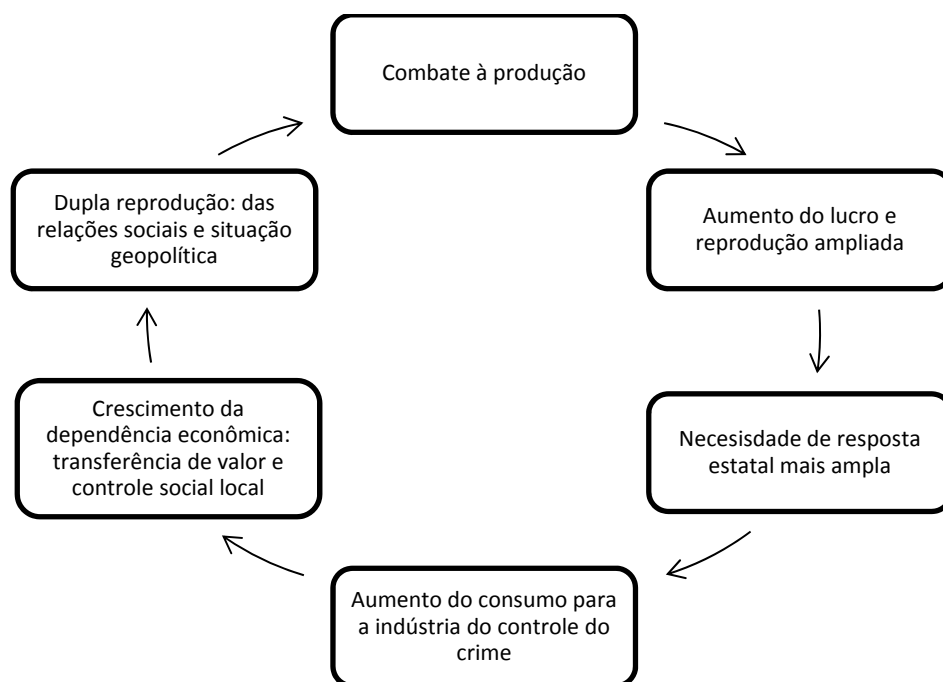 Combate à produção
Aumento do lucro e
reprodução ampliada
Necesisdade de resposta
estatal mais ampla
Aumento do consumo para
a indústria do controle do
crime
Crescimento da
dependência econômica:
transferência de valor e
controle social local
Dupla reprodução: das
relações sociais e situação
geopolítica